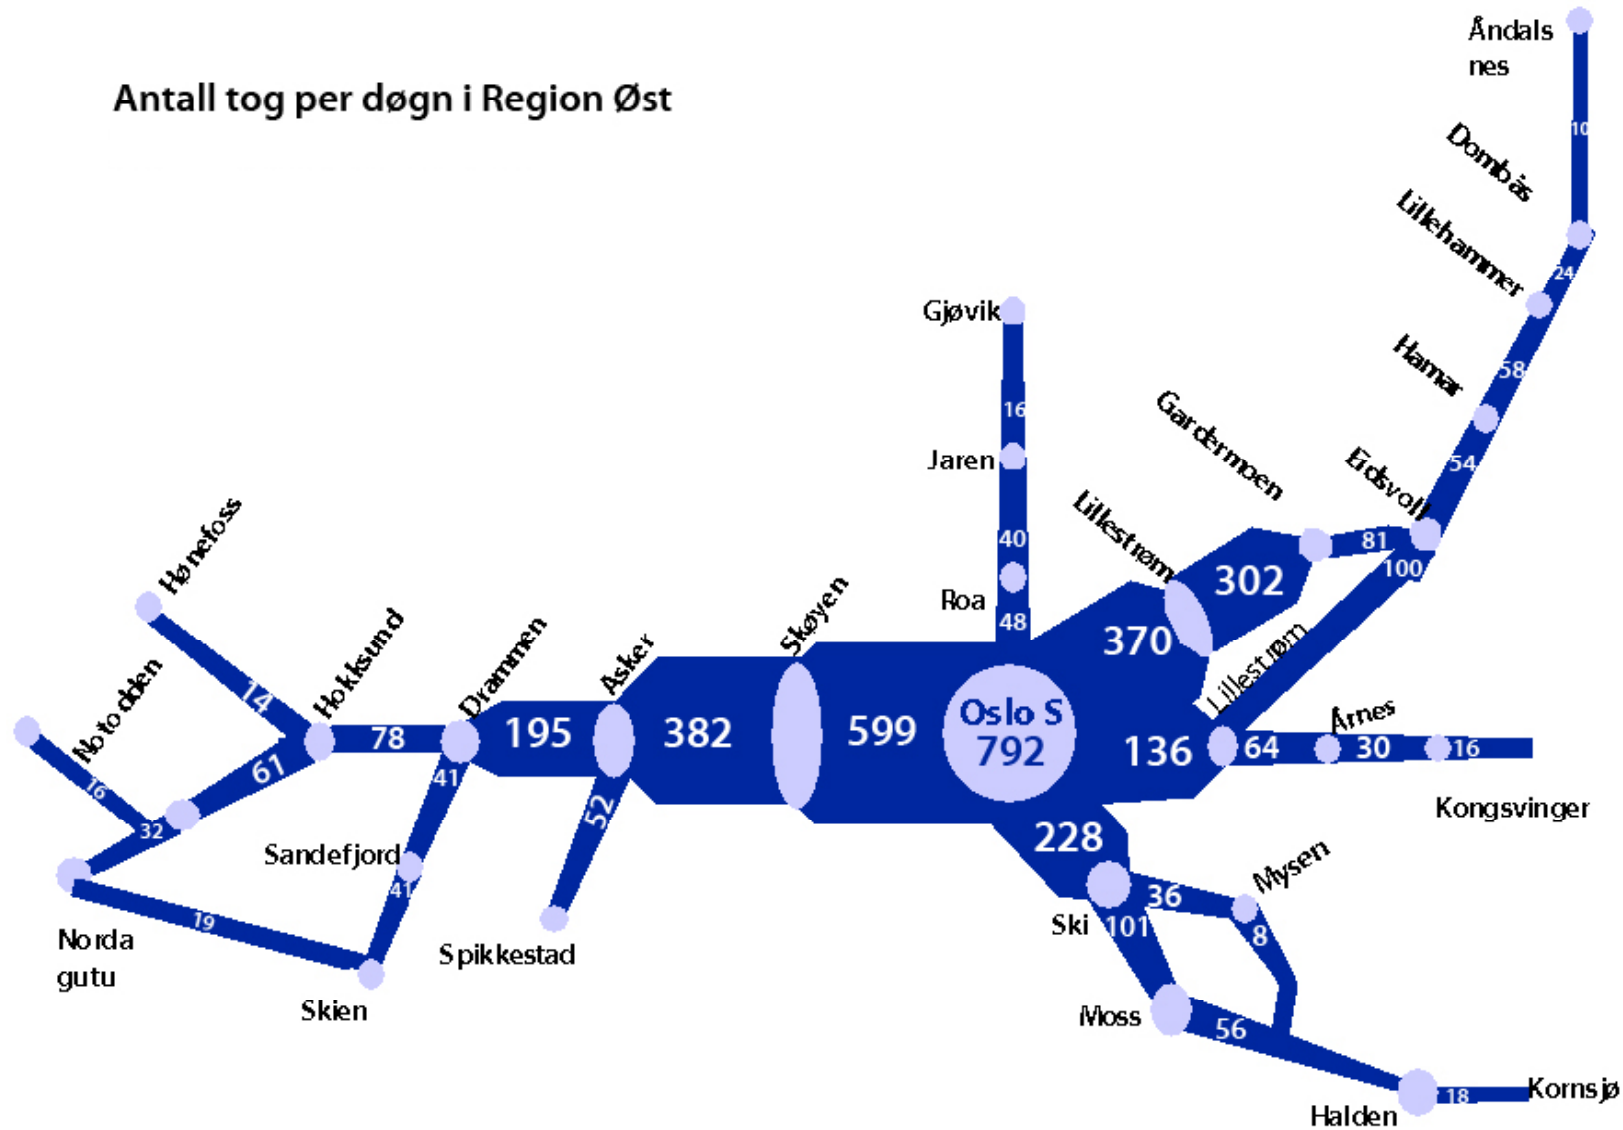 Antall tog per døgn i Region Øst
Åndals
nes
10
Dombås
Lillehammer
24
Hamar
58
Gjøvik
16
Gardermoen
54
Jaren
Eidsvoll
Lillestrøm
40
81
100
302
Roa
48
370
Hønefoss
Notodden
14
Hokksund
78
Drammen
195
Asker
382
Skøyen
599
Oslo S
792
Lillestrøm
136
64
Årnes
30
16
Kongsvinger
61
16
32
41
52
228
Sandefjord
41
36
Mysen
8
Ski
101
19
Norda
gutu
Spikkestad
Skien
Moss
56
Halden
18
Kornsjø